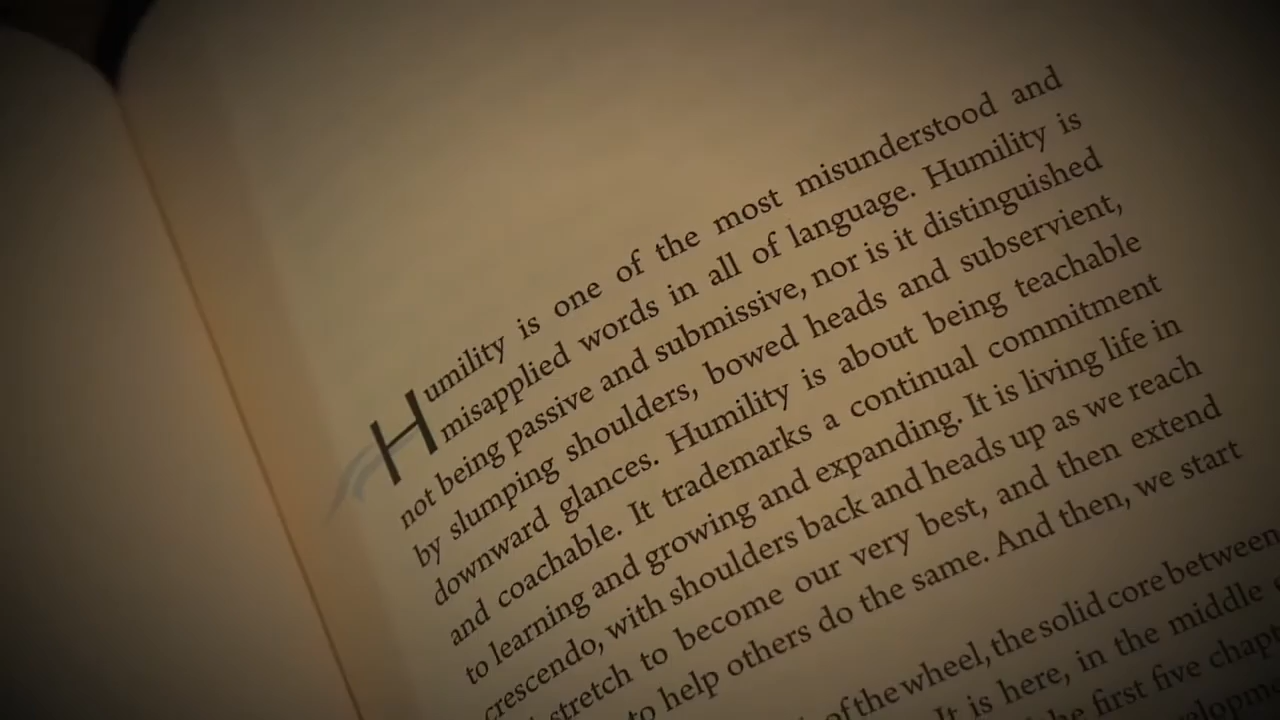 Humility is one of the most misunderstood and
misapplied words in all of language. Humility is
not being passive and submissive, nor is it distinguished
by slumping shoulders, bowed heads and subservient,
downward glances. Humility is about being teachable
and coachable. It trademarks a continual commitment
to learning and growing and expanding. It is living life in
crescendo, with shoulders back and heads up as we reach
stretch to become our very best, and then extend
to help others do the same. And then, we start
of the wheel, the solid core between
It is here, in the middle
first five